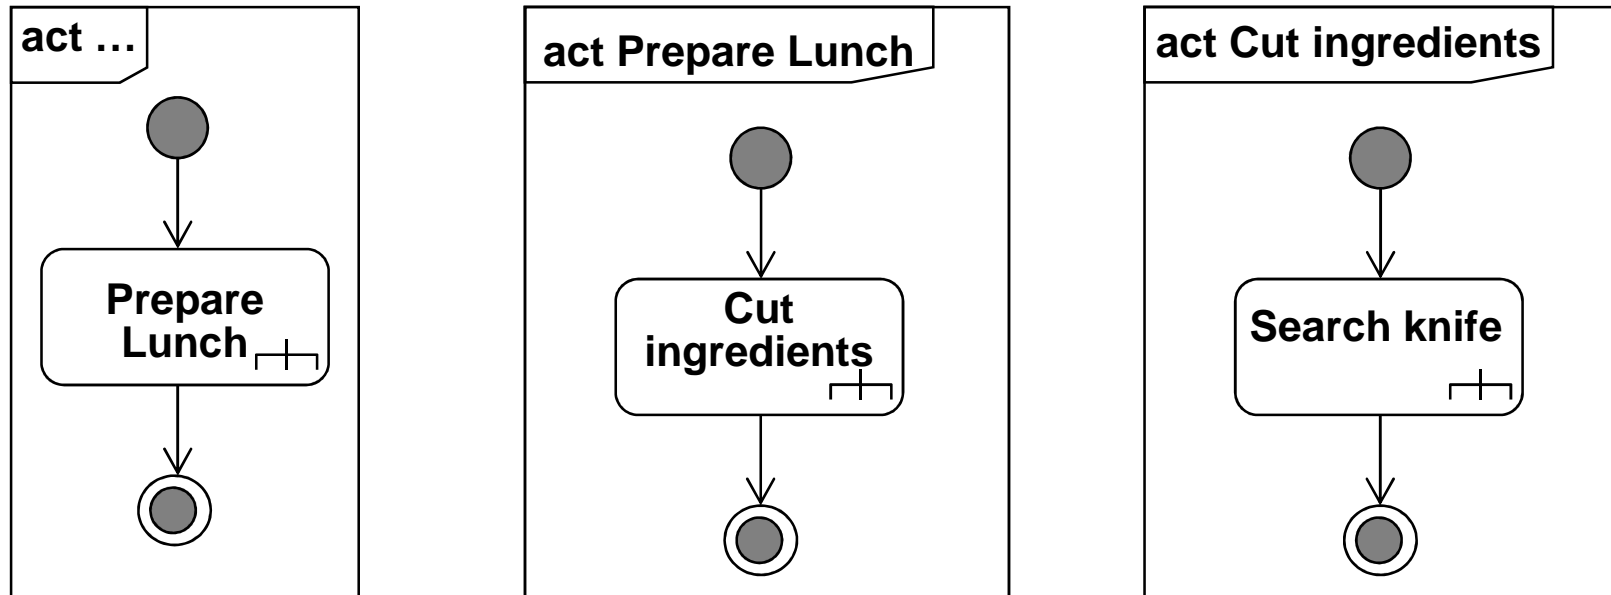 act …
Prepare
Lunch
act Prepare Lunch
Cut
ingredients
act Cut ingredients
Search knife